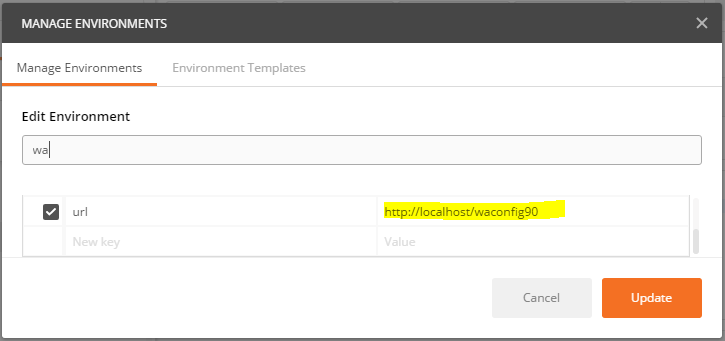 MANAGE ENVIRONMENTS
Manage Environments Environment Templates
Edit Environment
wa
url http://localhost/waconfig90
New key Value
Cancel Update